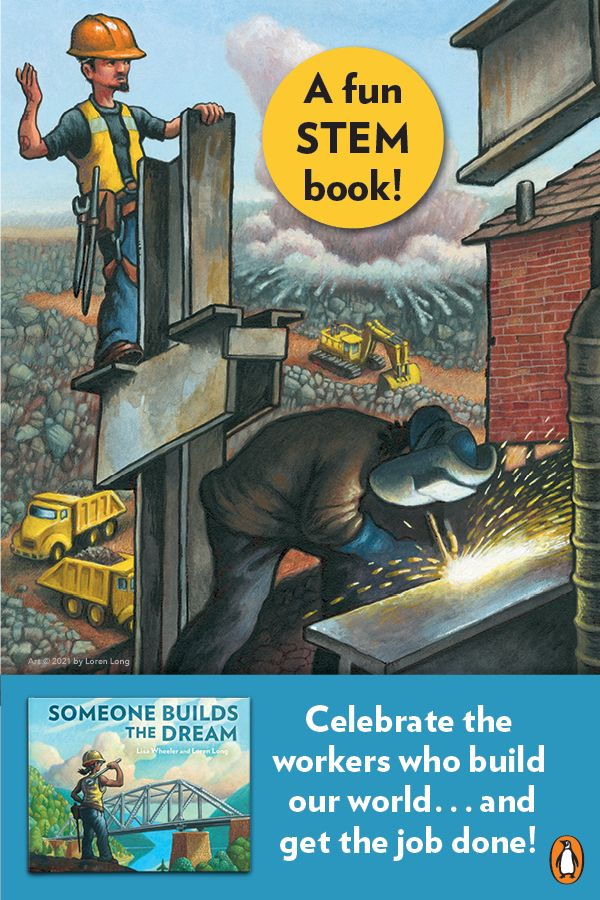 A fun
STEM
book!
Art © 2021 by Loren Long
SOMEONE BUILDS
THE DREAM
Lisa Wheeler and Loren Long
Celebrate the
workers who build
our world...and
get the job done!